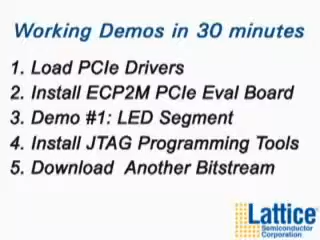 Working Demos in 30 minutes
1. Load PCIe Drivers
2. Install ECP2M PCIe Eval Board
3. Demo #1: LED Segment
4. Install JTAG Programming Tools
5. Download Another Bitstream
Lattice
Semiconductor
Corporation